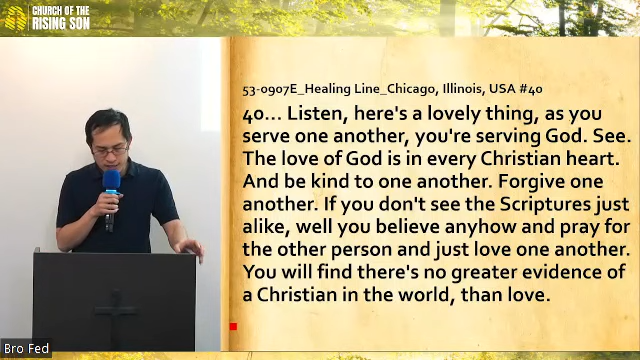 CHURCH OF THE
RISING SON
53-0907E_Healing Line_Chicago, Illinois, USA #40
40... Listen, here's a lovely thing, as you
serve one another, you're serving God. See.
The love of God is in every Christian heart.
And be kind to one another. Forgive one
another. If you don't see the Scriptures just
alike, well you believe anyhow and pray for
the other person and just love one another.
You will find there's no greater evidence of
a Christian in the world, than love.
Bro Fed